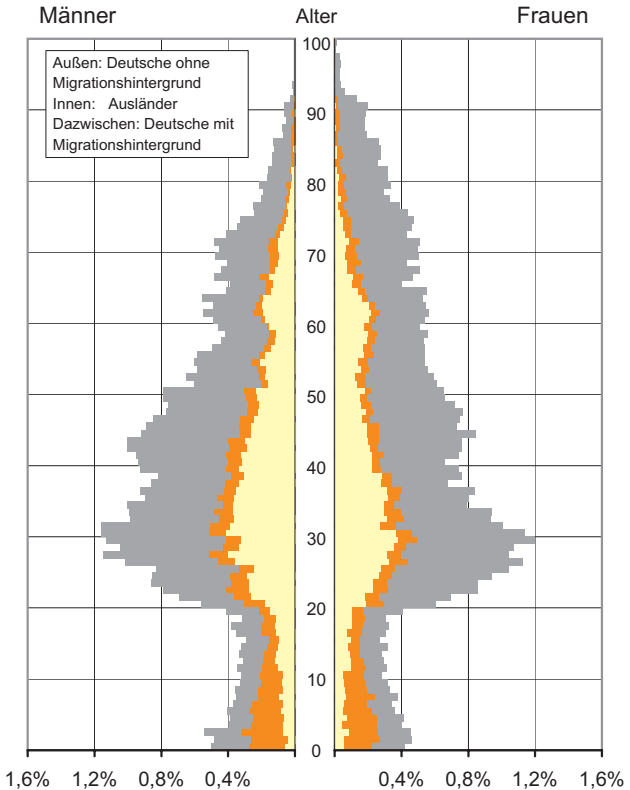 Männer Alter Frauen
100
Außen: Deutsche ohne
Migrationshintergrund
Innen: Ausländer
Dazwischen: Deutsche mit
Migrationshintergrund
90
80
70
60
50
40
30
20
10
0
1,6% 1,2% 0,8% 0,4% 0,4% 0,8% 1,2% 1,6%